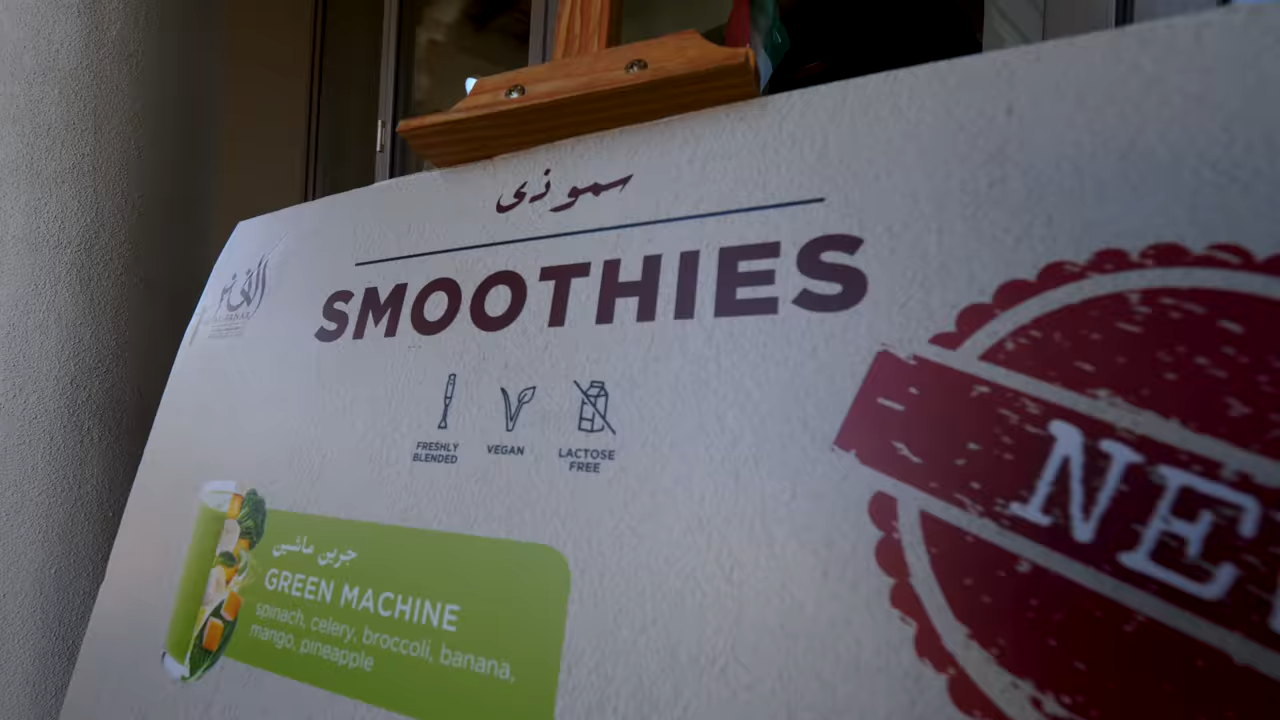 سموذى
SMOOTHIES
FRESHLY
BLENDED
VEGAN
LACTOSE
FREE
جرين ماشين
GREEN MACHINE
spinach, celery, broccoli, banana,
mango, pineapple
NE